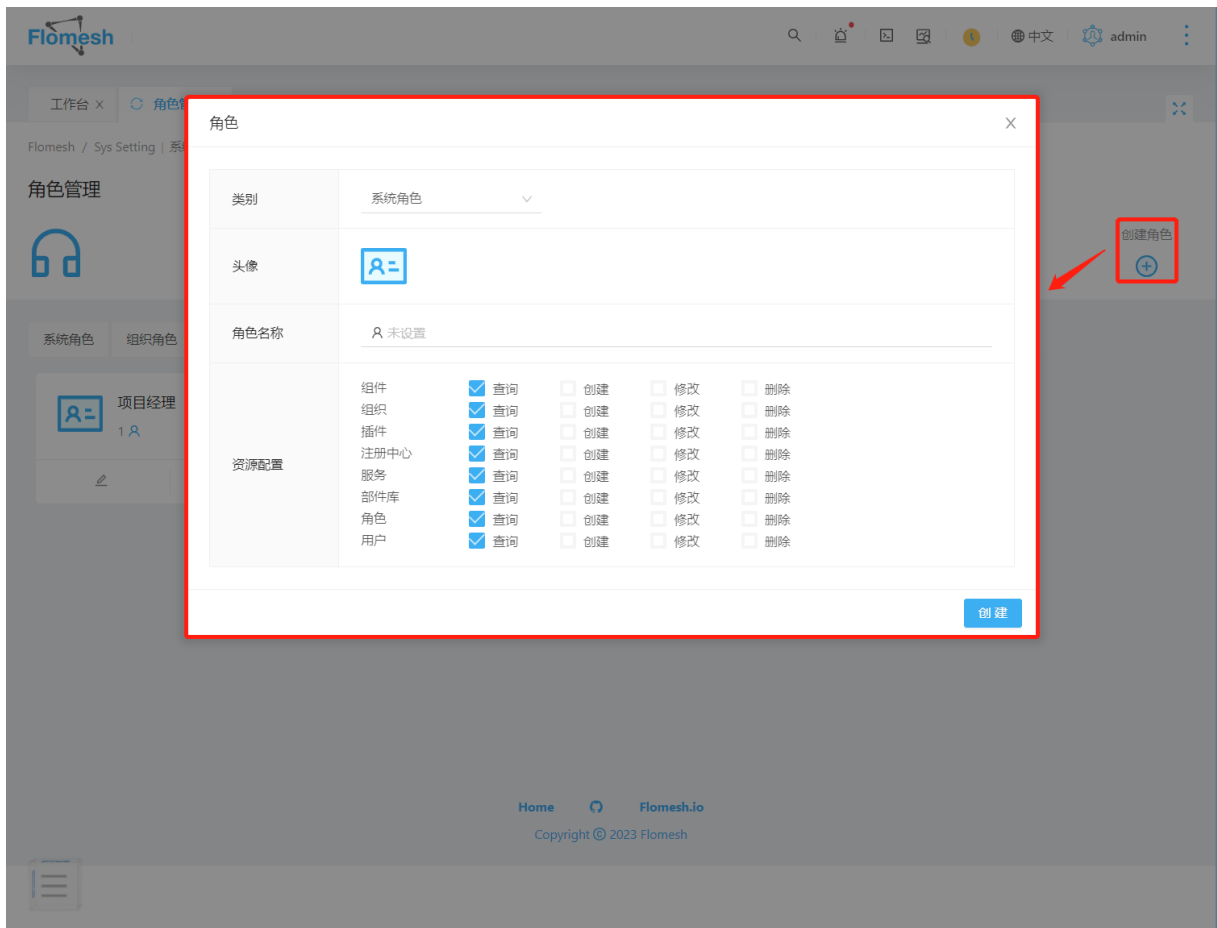 Flomesh
中文 admin
工作台 X 角色管
Flomesh / Sys Setting | 系
角色管理
创建角色
系统角色 组织角色
项目经理
1
角色 X
类别 系统角色
头像
角色名称 未设置
资源配置
组件 查询 创建 修改 删除
组织 查询 创建 修改 删除
插件 查询 创建 修改 删除
注册中心 查询 创建 修改 删除
服务 查询 创建 修改 删除
部件库 查询 创建 修改 删除
角色 查询 创建 修改 删除
用户 查询 创建 修改 删除
创 建
Home Flomesh.io
Copyright © 2023 Flomesh